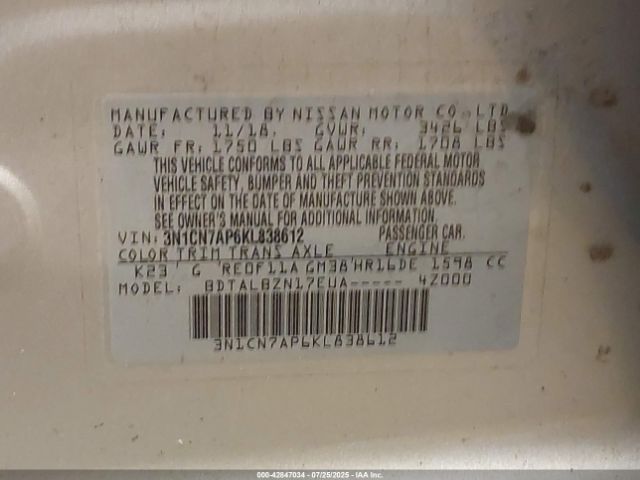 MANUFACTURED BY NISSAN MOTOR CO., LTD.
DATE: 11/18. GVWR: 3426 LBS
GAWR FR: 1750 LBS GAWR RR: 1708 LBS
THIS VEHICLE CONFORMS TO ALL APPLICABLE FEDERAL MOTOR
VEHICLE SAFETY, BUMPER AND THEFT PREVENTION STANDARDS
IN EFFECT ON THE DATE OF MANUFACTURE SHOWN ABOVE.
SEE OWNER'S MANUAL FOR ADDITIONAL INFORMATION.
VIN: 3N1CN7AP6KL838612 PASSENGER CAR.
COLOR TRIM TRANS AXLE ENGINE
K23 G RE0F11A GM38 HR16DE 1598 CC
MODEL: BDTALBZN17EUA----- 4Z000
3N1CN7AP6KL838612
000-42847034 - 07/25/2025 - IAA Inc.